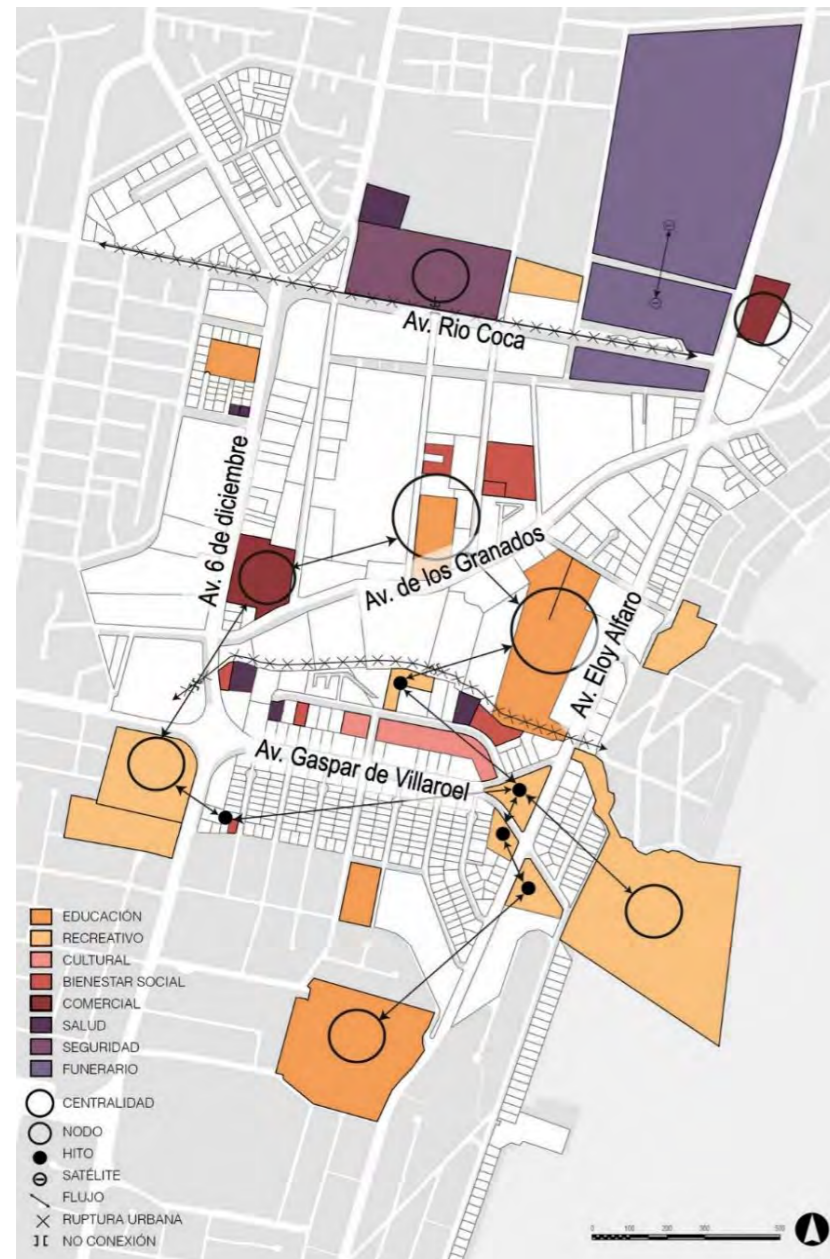 Av. Rio Coca
Av. 6 de diciembre
Av. de los Granados
Av. Eloy Alfaro
Av. Gaspar de Villaroel
EDUCACIÓN
RECREATIVO
CULTURAL
BIENESTAR SOCIAL
COMERCIAL
SALUD
SEGURIDAD
FUNERARIO
CENTRALIDAD
NODO
HITO
SATÉLITE
FLUJO
RUPTURA URBANA
NO CONEXIÓN